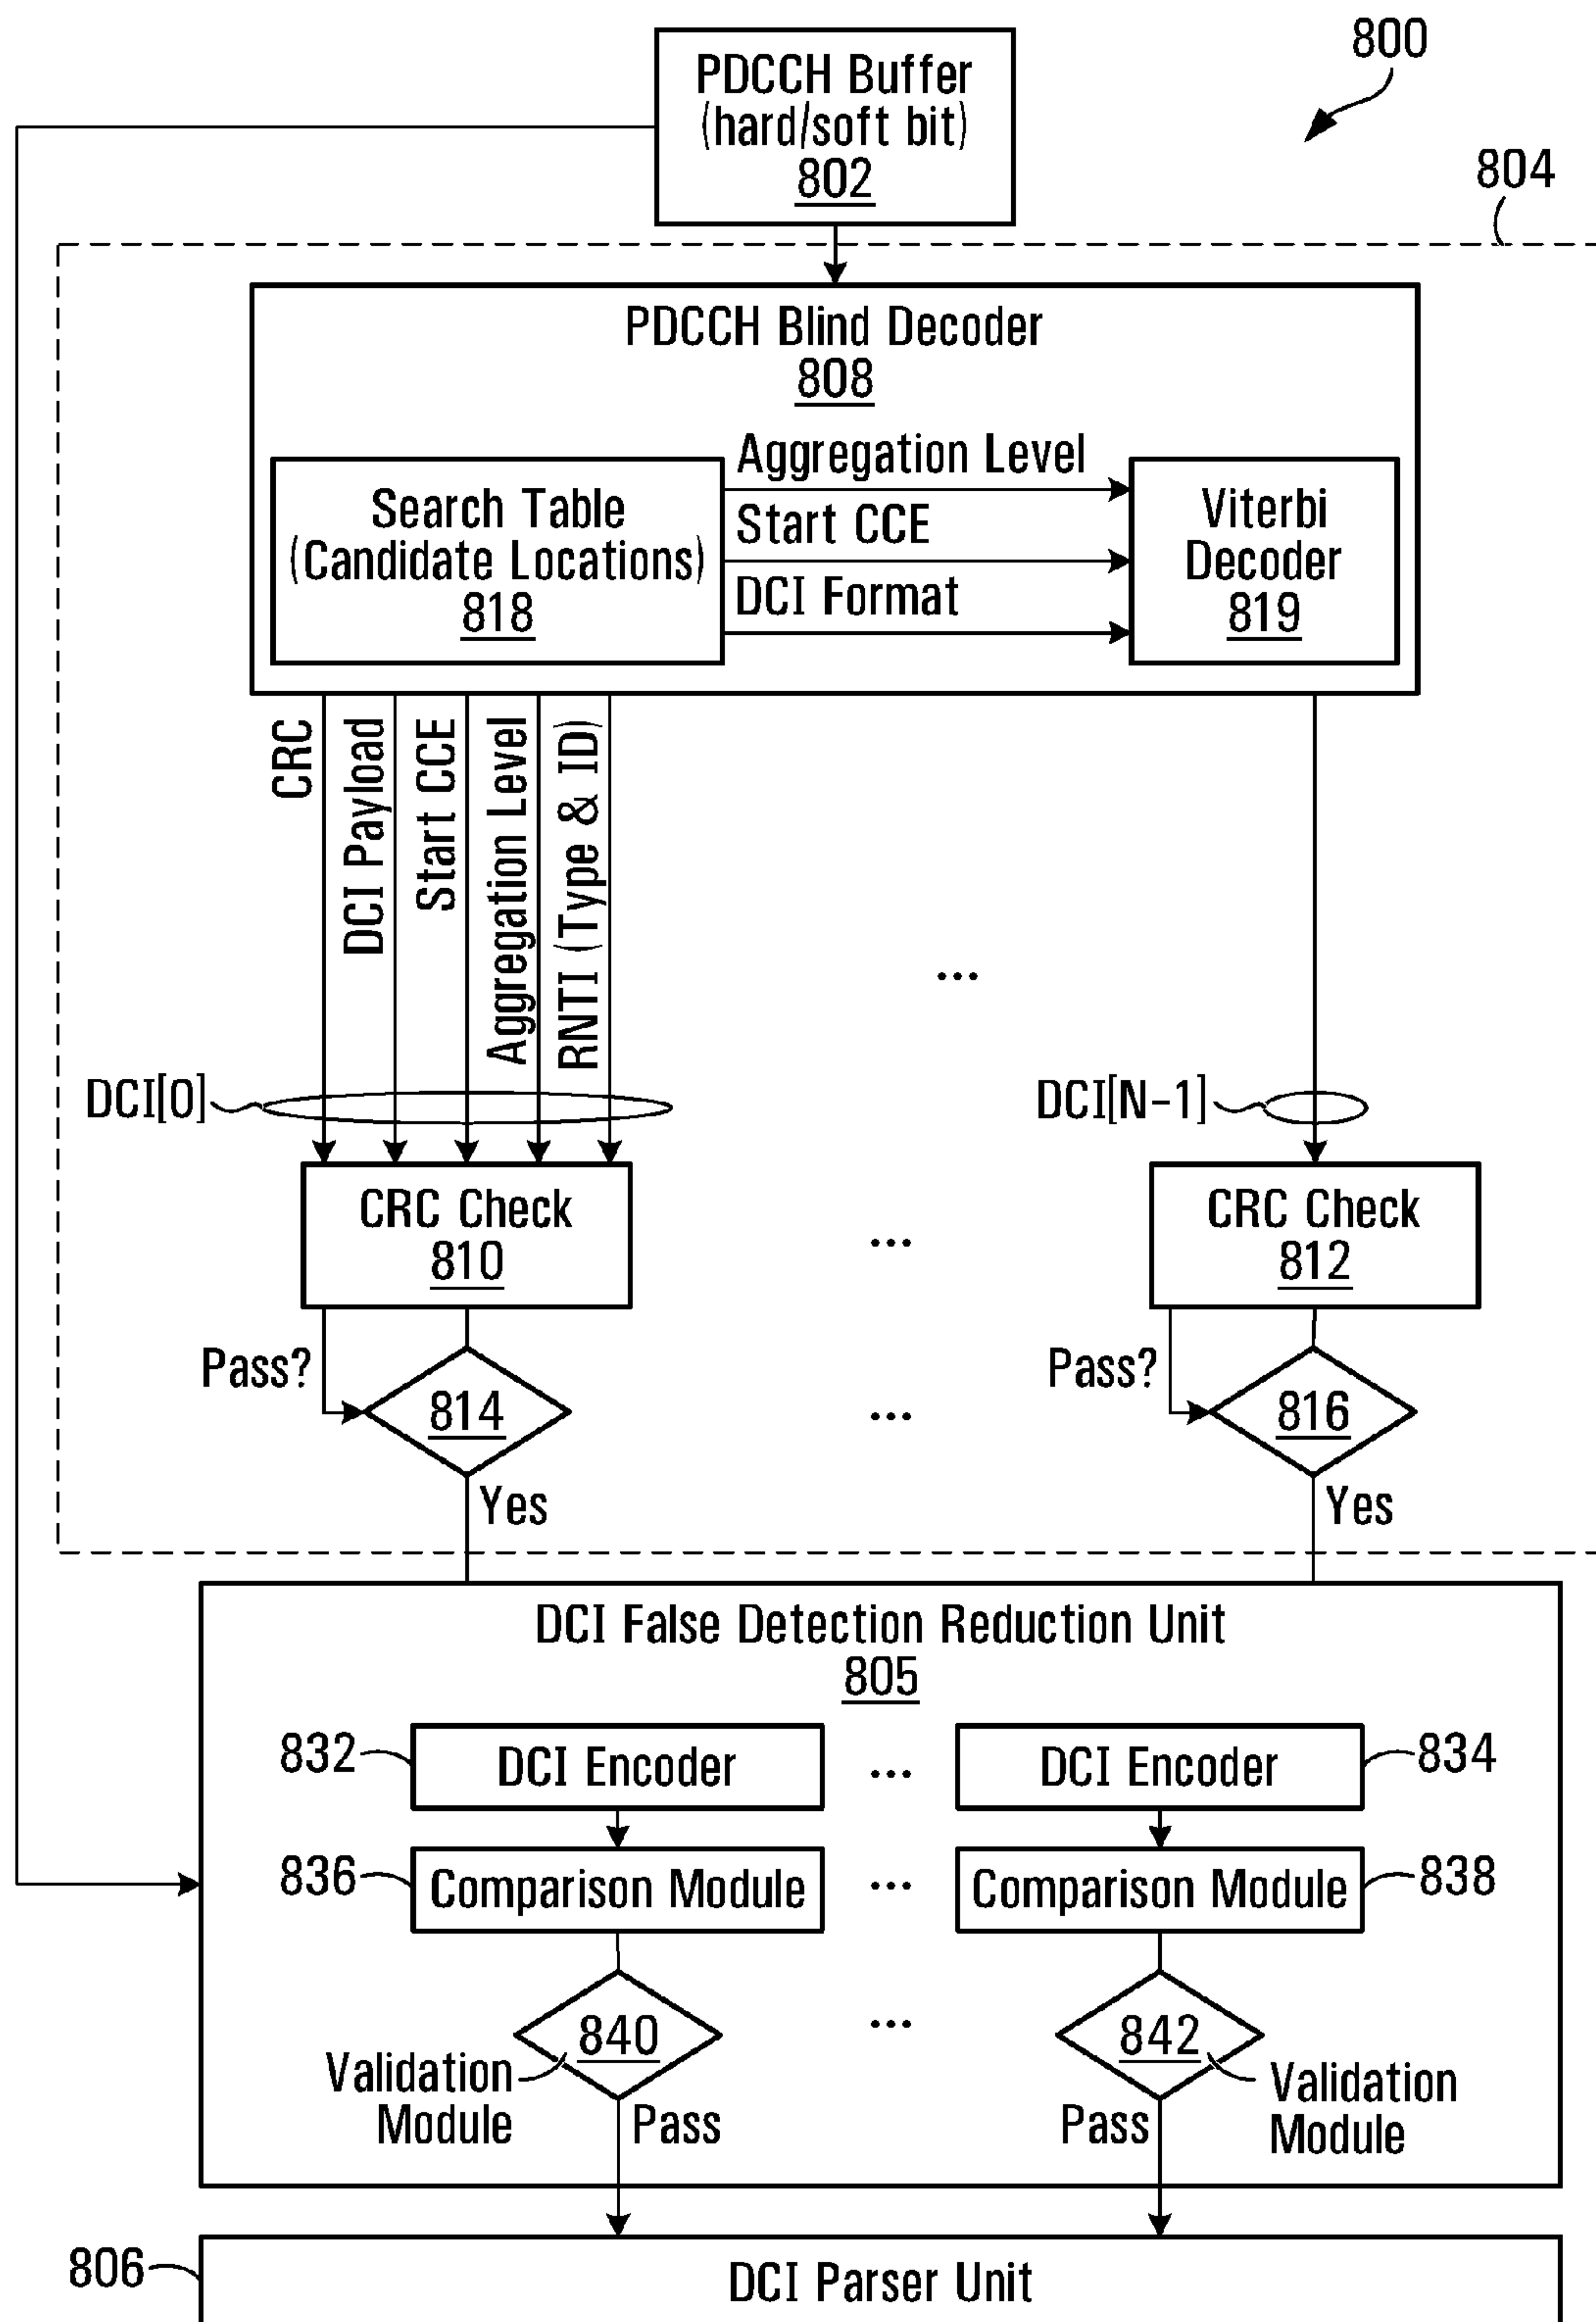 800
PDCCH Buffer
(hard/soft bit)
802
804
PDCCH Blind Decoder
808
Search Table
(Candidate Locations)
818
Aggregation Level
Start CCE
DCI Format
Viterbi
Decoder
819
CRC
DCI Payload
Start CCE
Aggregation Level
RNTI (Type & ID)
...
DCI[0]
DCI[N-1]
CRC Check
810
...
CRC Check
812
Pass?
814
...
Pass?
816
Yes
Yes
DCI False Detection Reduction Unit
805
832
DCI Encoder
...
DCI Encoder
834
836
Comparison Module
...
Comparison Module
838
840
...
842
Validation
Module
Pass
Pass
Validation
Module
806
DCI Parser Unit